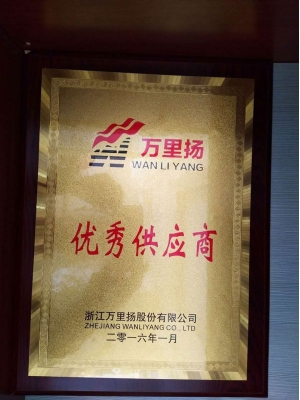 万里扬
WAN LI YANG
优秀供应商
浙江万里扬股份有限公司
ZHEJIANG WANLIYANG CO., LTD
二零一六年一月